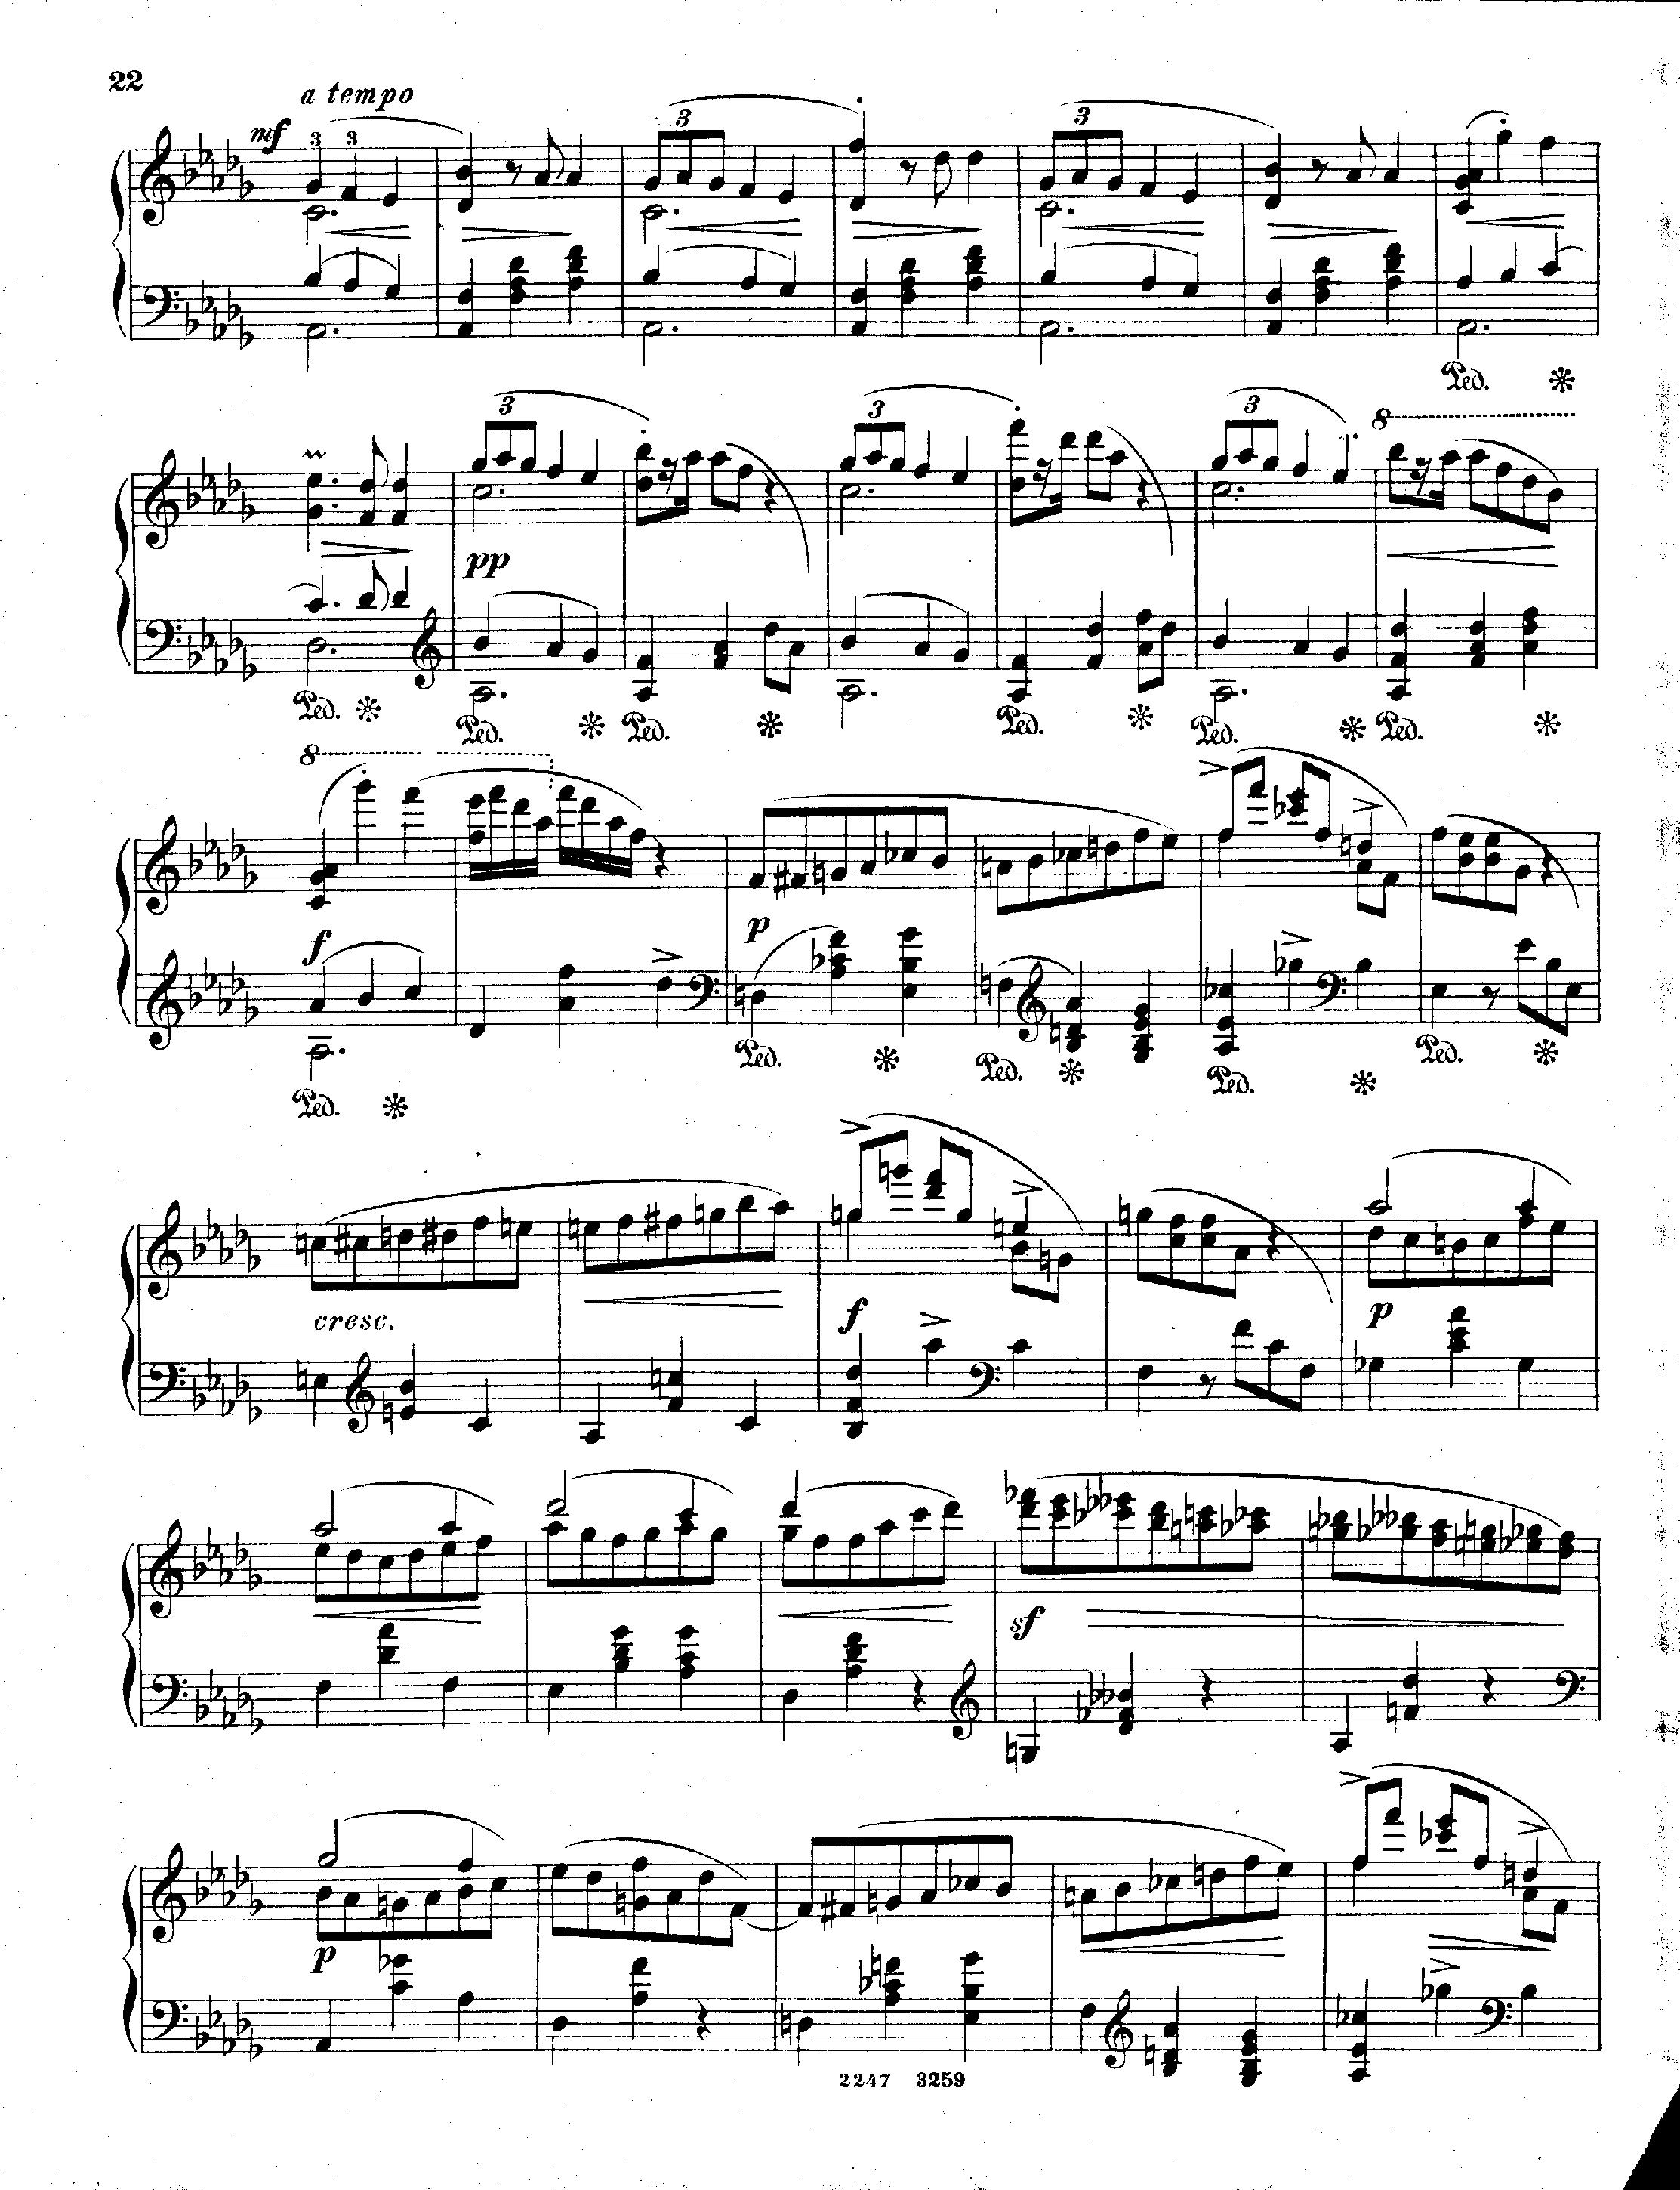 22
a tempo
mf
3 3 3 3
3 3 3 8
pp
Ped. Ped. Ped. Ped. Ped. Ped.
8
f p
Ped. Ped. Ped. Ped. Ped.
cresc. f p
sf
p
2247 3259